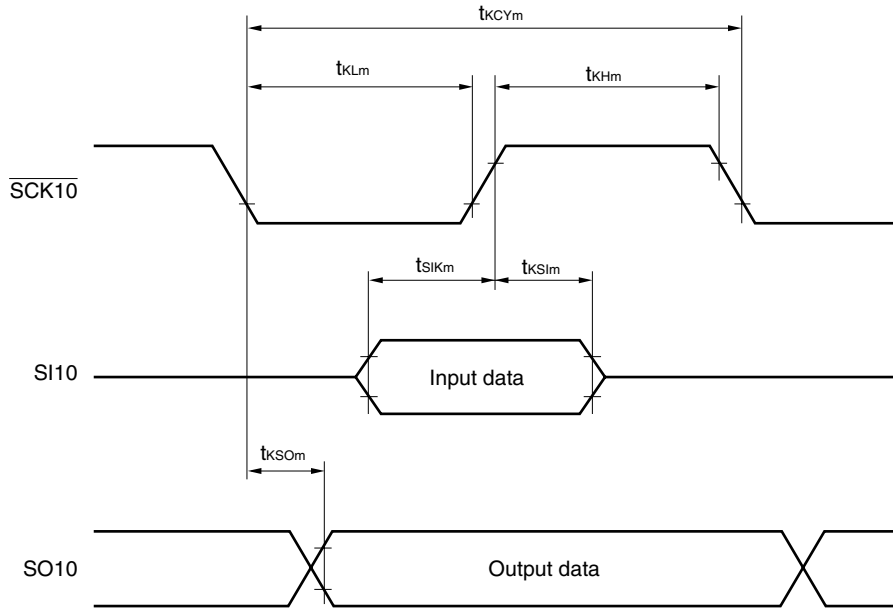 tKCYm
tKLm
tKHm
SCK10
tSIKm
tKSIm
SI10
Input data
tKSOm
SO10
Output data